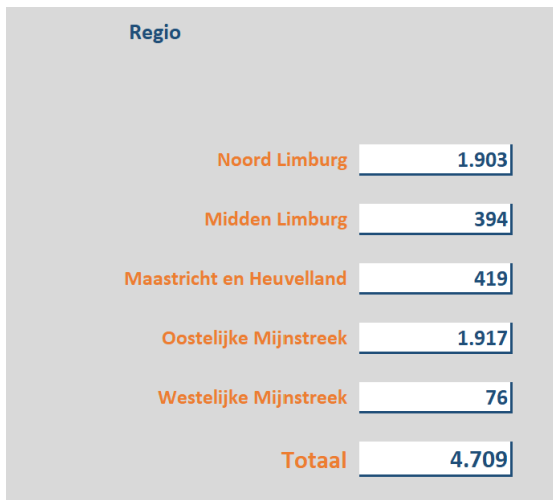 Regio
Noord Limburg 1.903
Midden Limburg 394
Maastricht en Heuvelland 419
Oostelijke Mijnstreek 1.917
Westelijke Mijnstreek 76
Totaal 4.709